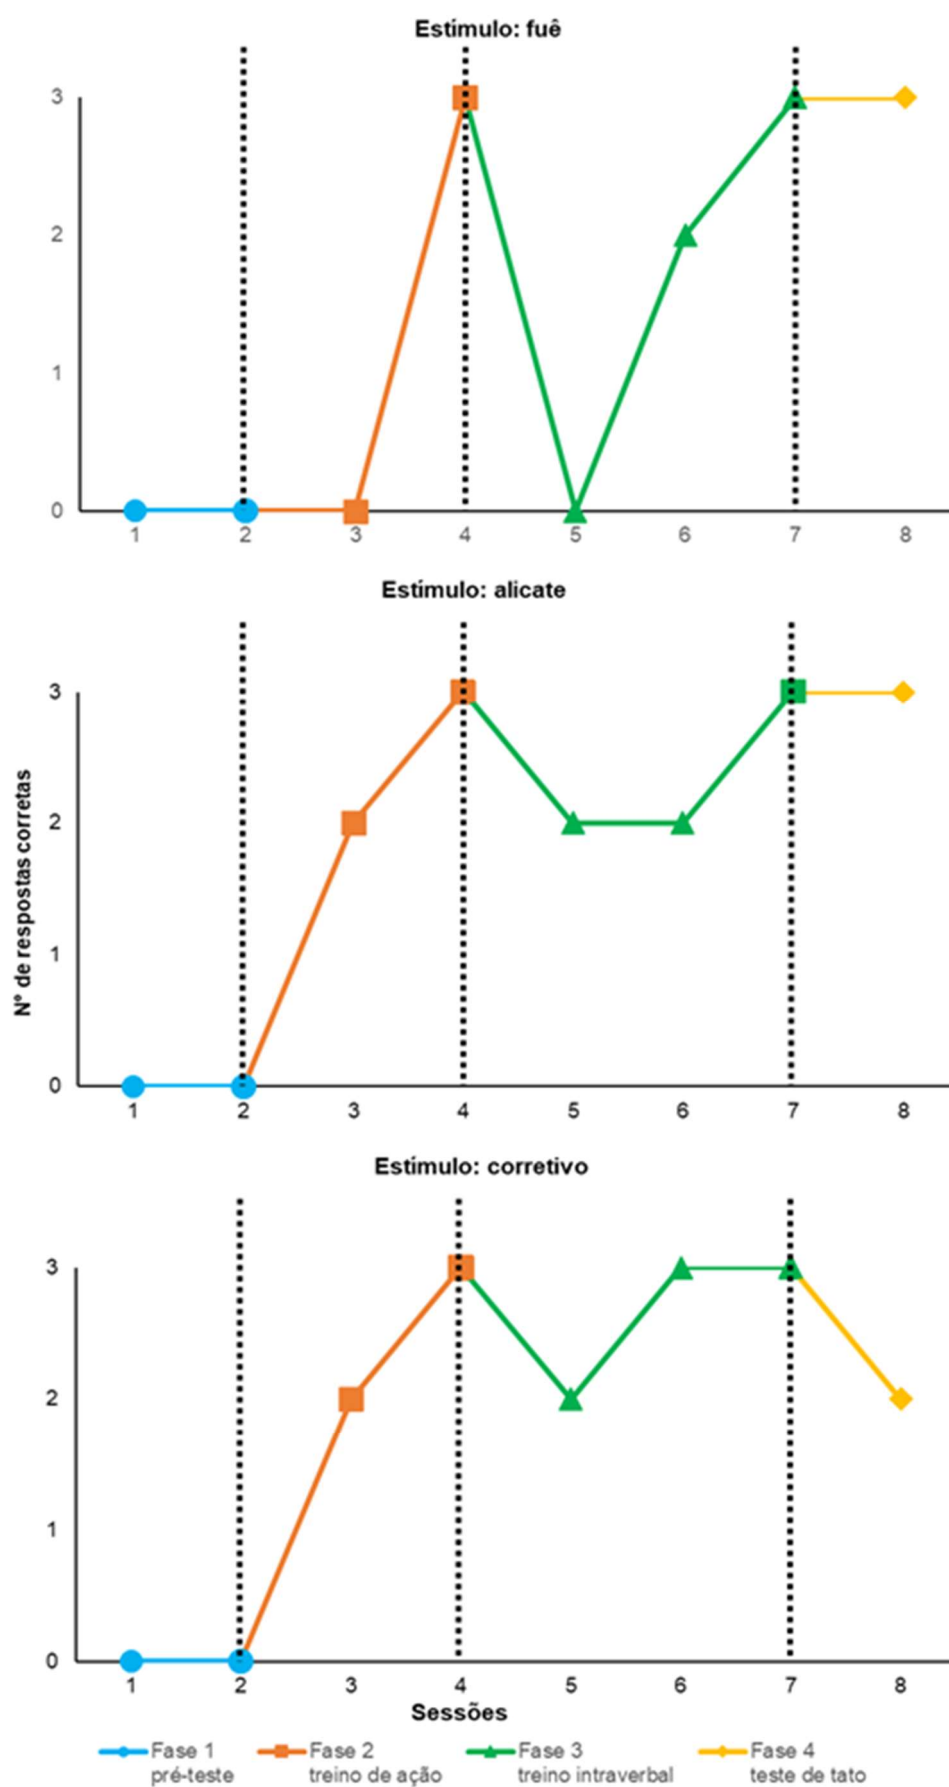 Estímulo: fuê
3
2
1
0
1 2 3 4 5 6 7 8
Estímulo: alicate
3
2
1
0
1 2 3 4 5 6 7 8
Nº de respostas corretas
Estímulo: corretivo
3
2
1
0
1 2 3 4 5 6 7 8
Sessões
Fase 1 Fase 2 Fase 3 Fase 4
pré-teste treino de ação treino intraverbal teste de tato